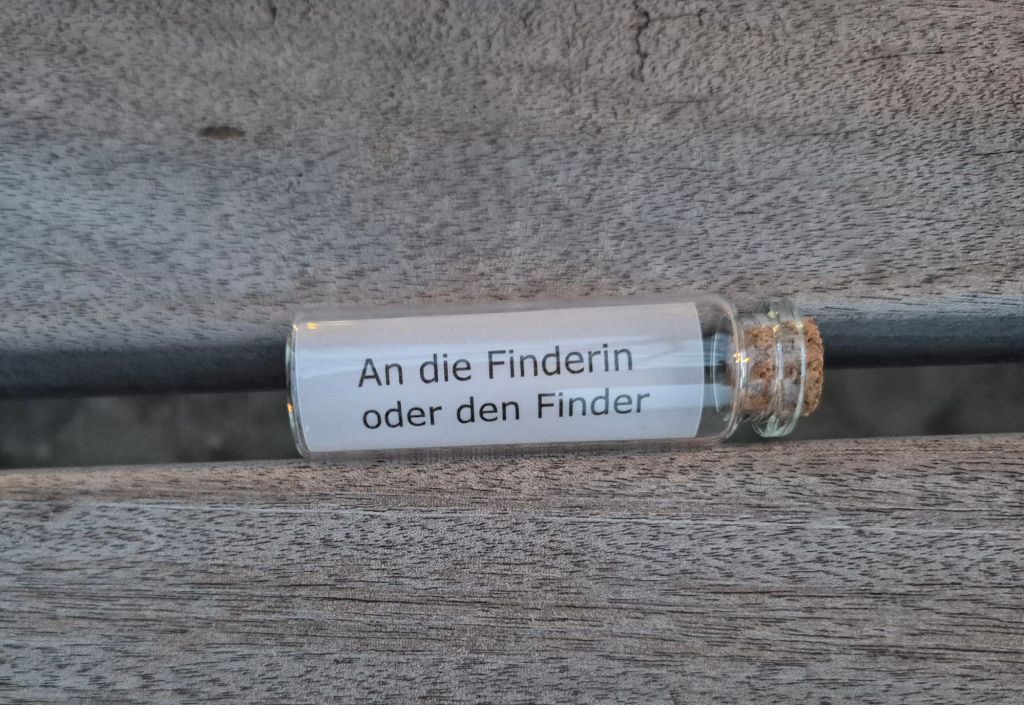 An die Finderin
oder den Finder